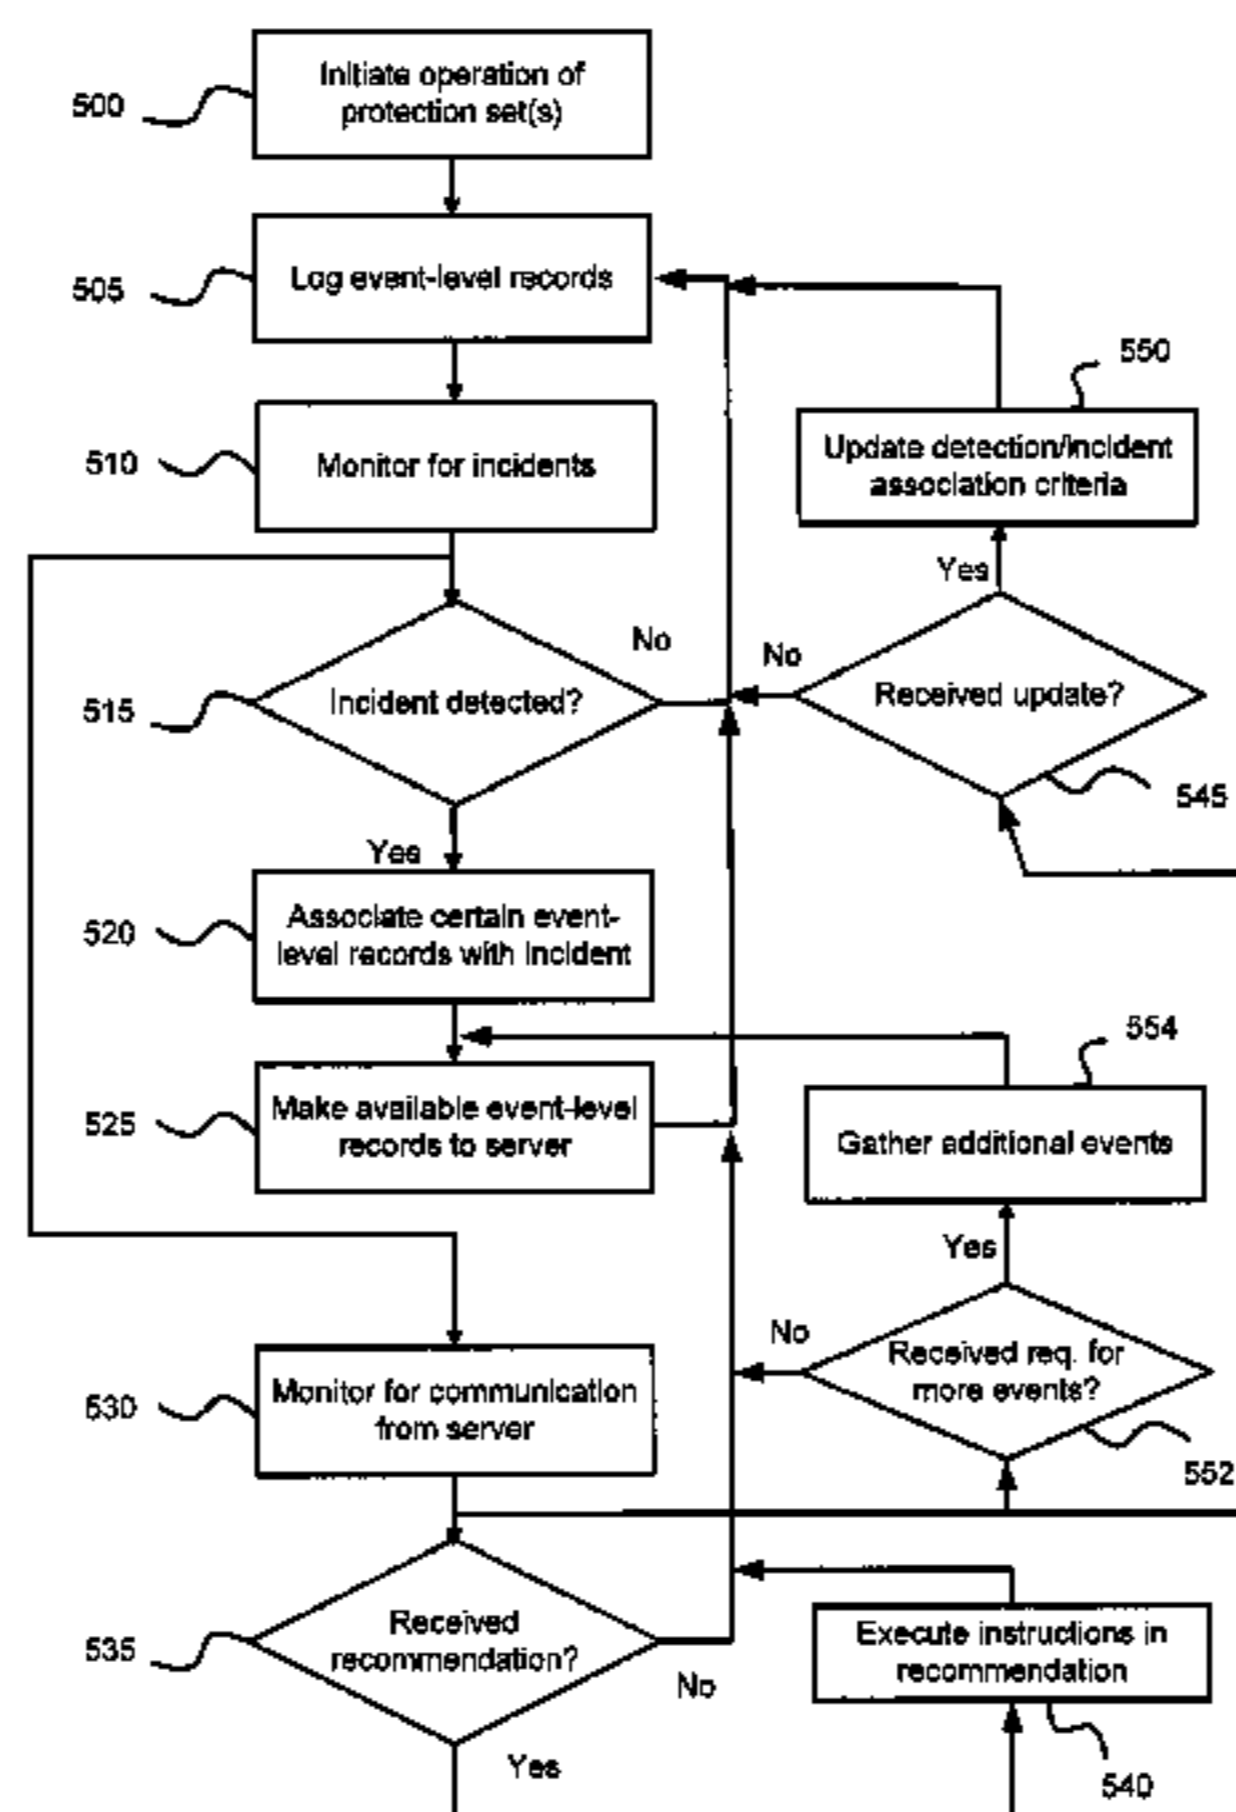 Initiate operation of
protection set(s)
500
Log event-level records
505
550
Update detection/incident
association criteria
510
Monitor for incidents
Yes
No
No
Incident detected?
Received update?
515
545
Yes
Associate certain event-
level records with incident
520
554
Make available event-level
records to server
525
Gather additional events
Yes
No
Received req. for
more events?
Monitor for communication
from server
530
552
Received
recommendation?
535
Execute instructions in
recommendation
No
Yes
540